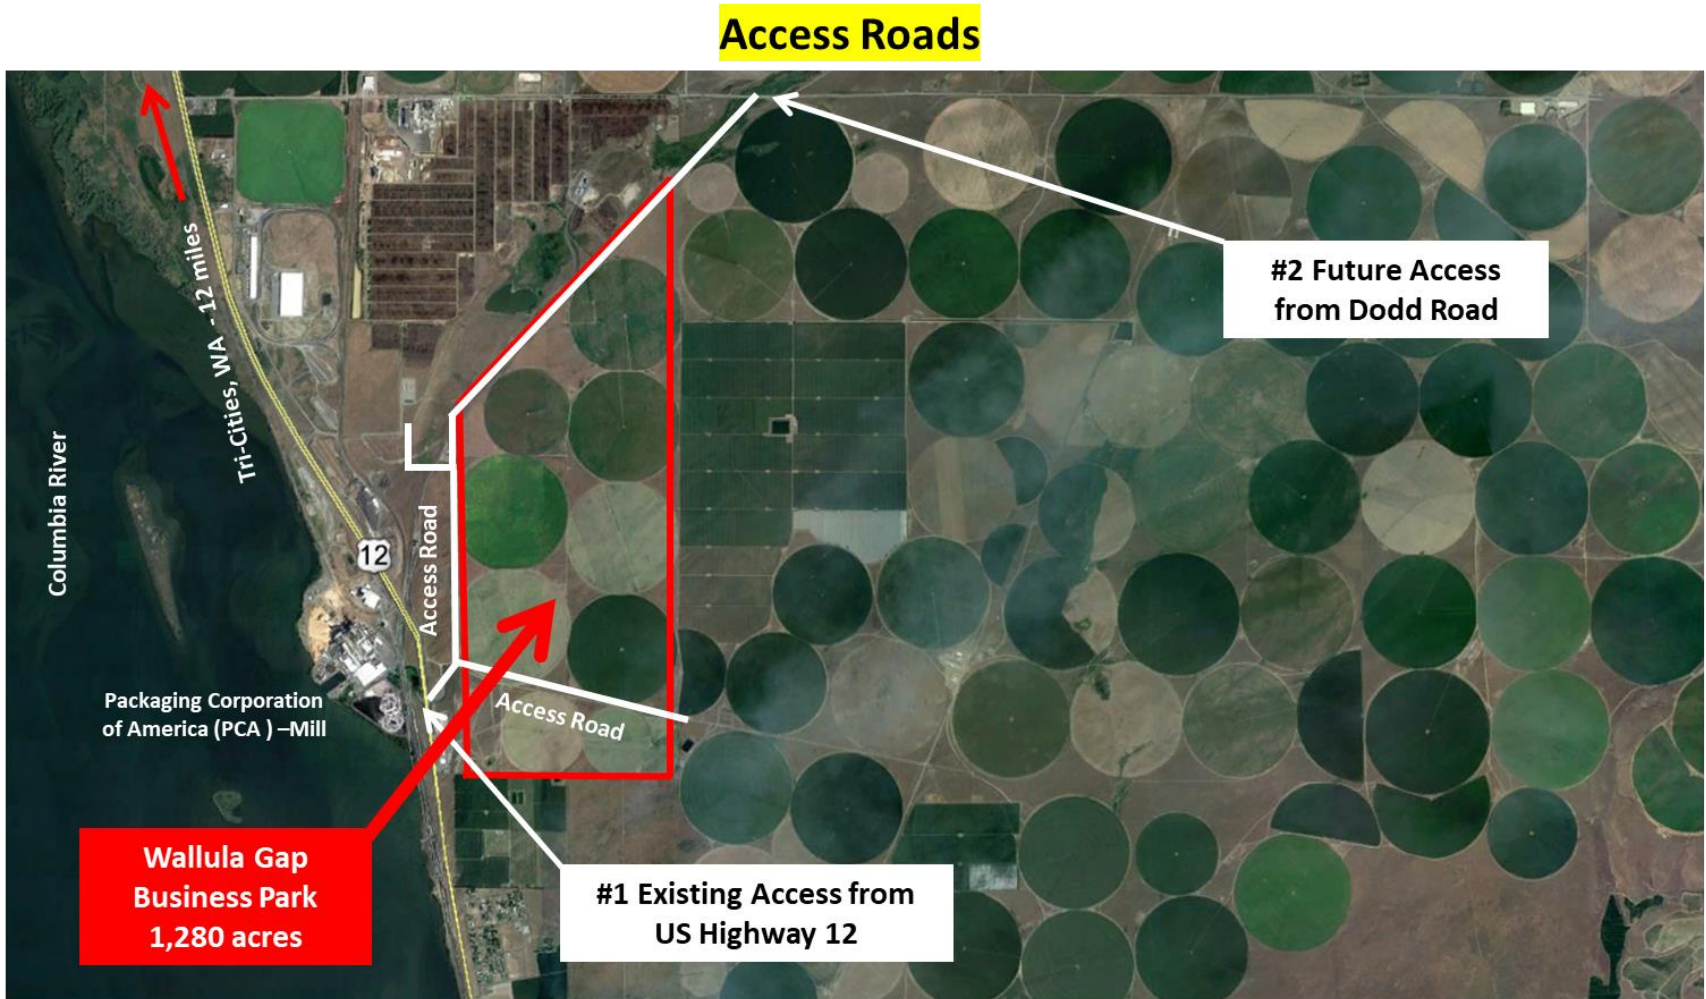 Access Roads
Tri-Cities, WA - 12 miles
#2 Future Access
from Dodd Road
Columbia River
12
Access Road
Access Road
Packaging Corporation
of America (PCA ) –Mill
Wallula Gap
Business Park
1,280 acres
#1 Existing Access from
US Highway 12